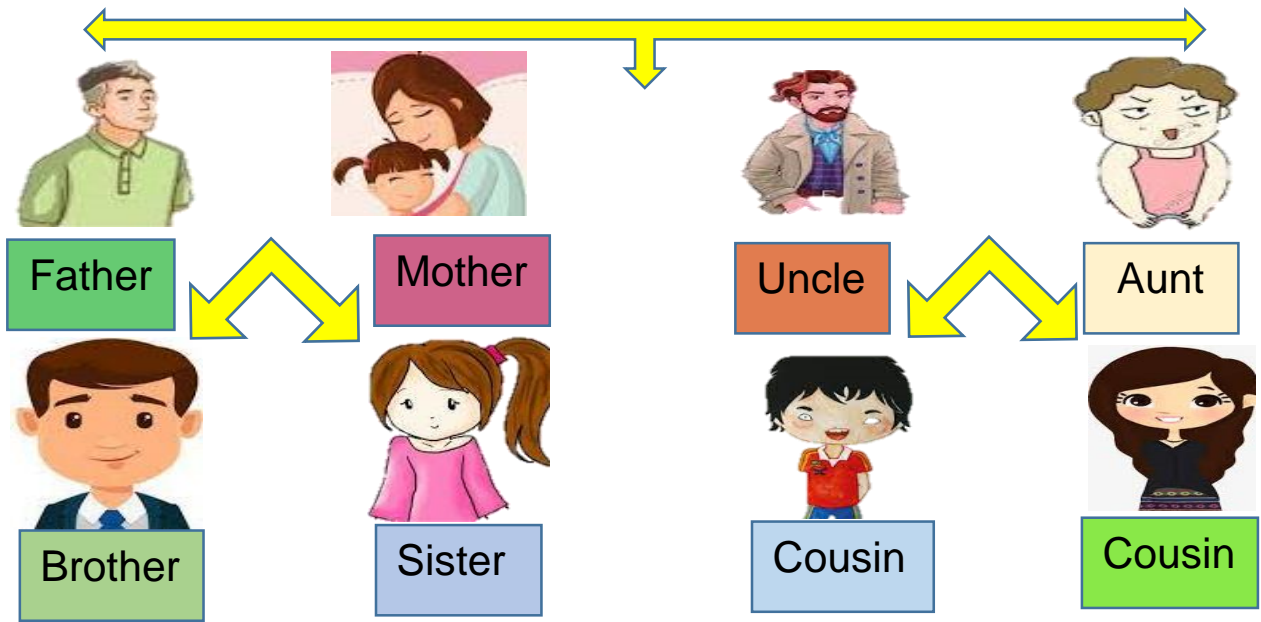 Father
Mother
Uncle
Aunt
Brother
Sister
Cousin
Cousin